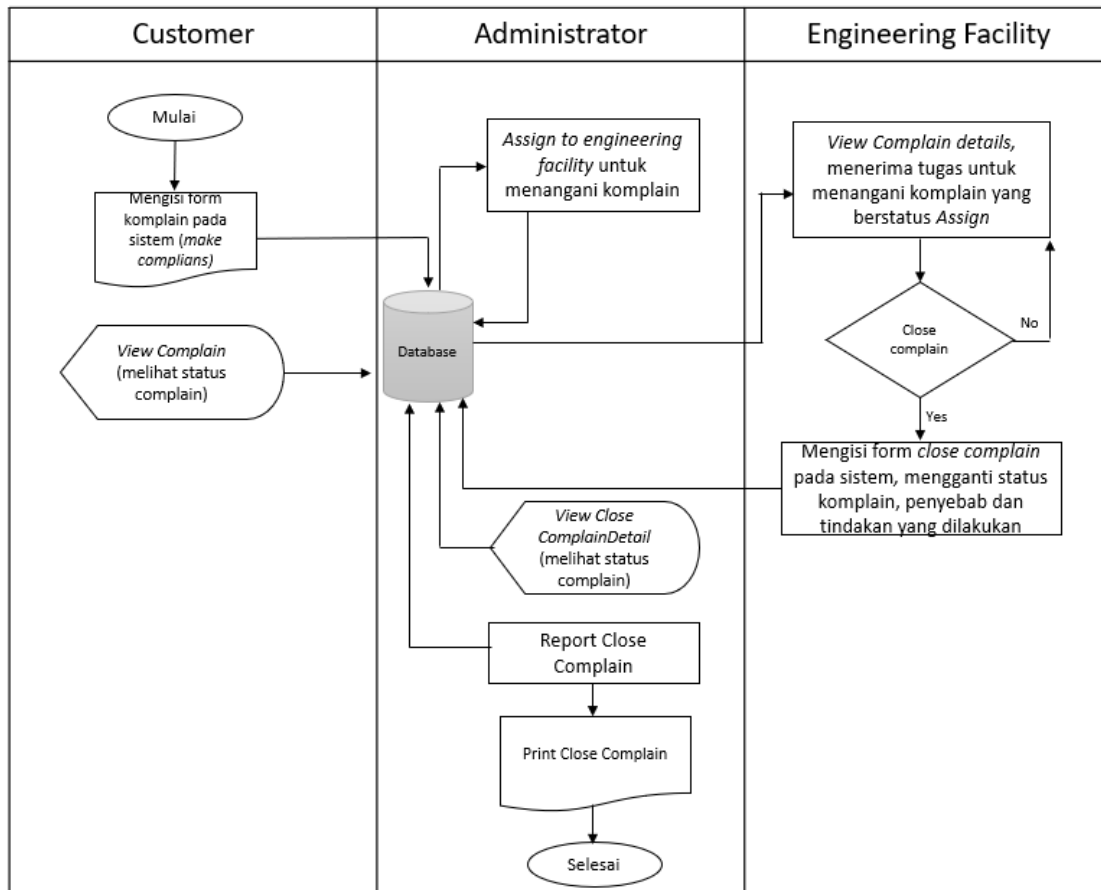 Customer
Administrator
Engineering Facility
Mulai
Mengisi form
komplain pada
sistem (make
complians)
View Complain
(melihat status
complain)
Assign to engineering
facility untuk
menangani komplain
Database
View Close
ComplainDetail
(melihat status
complain)
Report Close
Complain
Print Close Complain
Selesai
View Complain details,
menerima tugas untuk
menangani komplain yang
berstatus Assign
Close
complain
No
Yes
Mengisi form close complain
pada sistem, mengganti status
komplain, penyebab dan
tindakan yang dilakukan